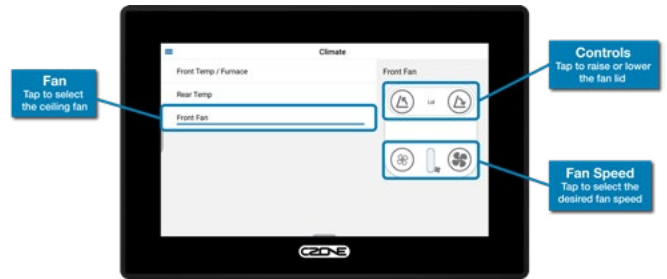 Climate
Front Temp / Furnace
Rear Temp
Front Fan
Front Fan
Lid
CZONE
Fan
Tap to select
the ceiling fan
Controls
Tap to raise or lower
the fan lid
Fan Speed
Tap to select the
desired fan speed